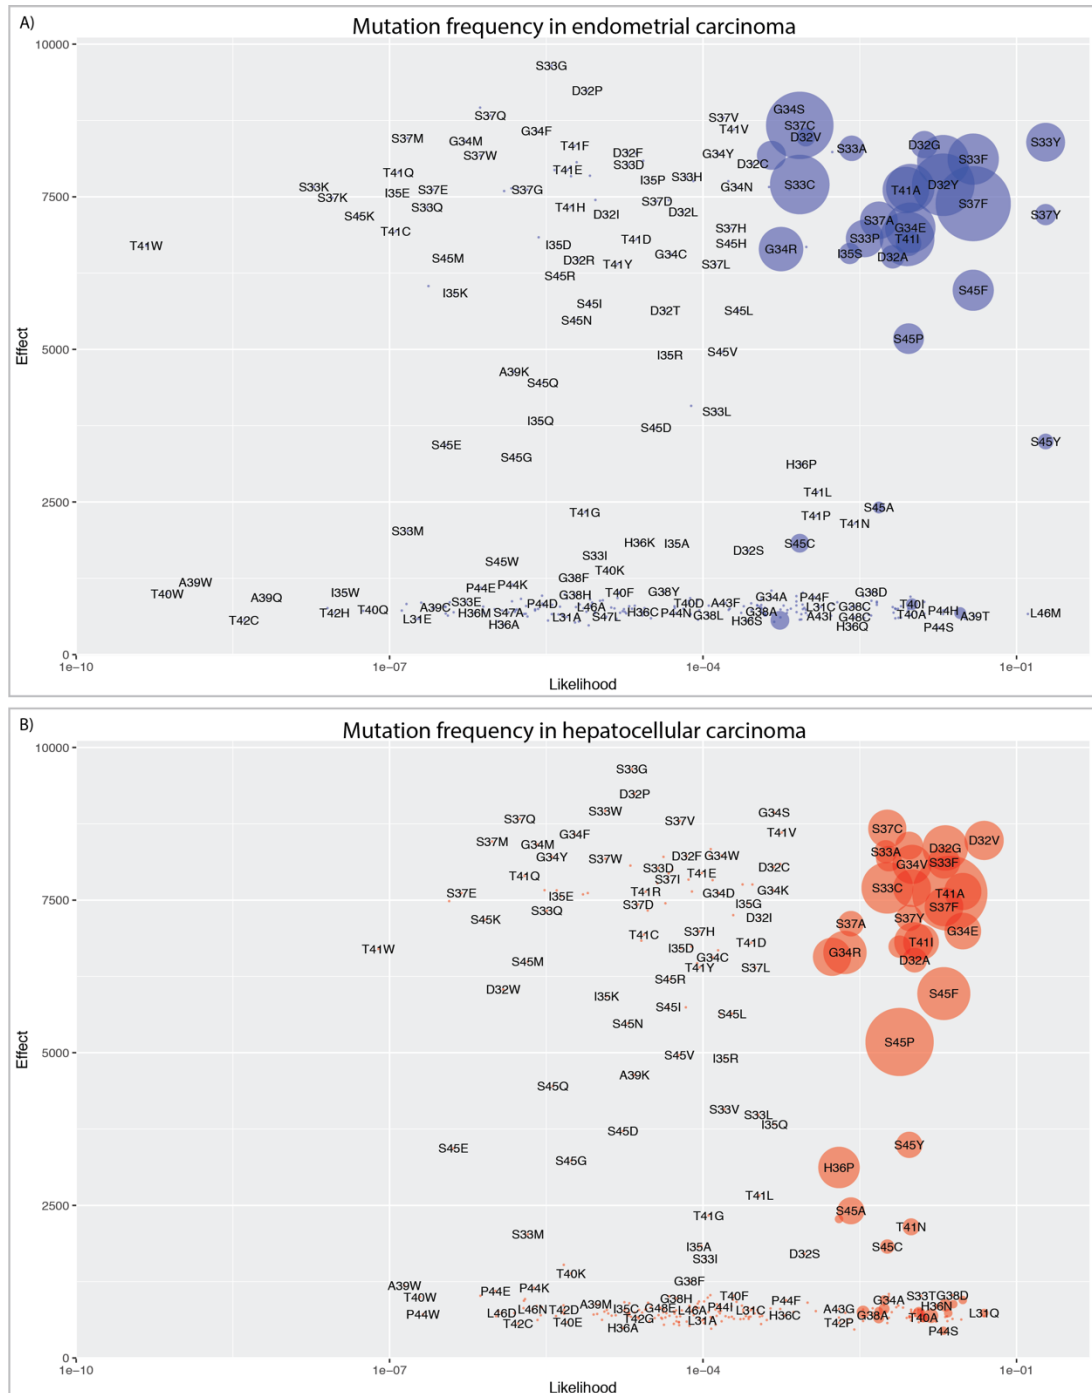 A)
Mutation frequency in endometrial carcinoma
10000
S33G
D32P
G34S
S37Q S37V S37C
S37M G34M G34F T41V D32V
S37W T41F D32F G34Y S33A D32G S33F S33Y
T41Q T41E S33D D32C
S33K I35E S37E S37G I35P S33H G34N S33C T41A D32Y
7500
S37K S33Q T41H S37D S37F
S45K D32I D32L S37A S37Y
T41C S37H G34E
T41W I35D T41D S45H S33P T41I
S45M D32R G34C G34R I35S D32A
S45R T41Y S37L
I35K S45F
S45I D32T S45L
S45N S45P
5000
I35R S45V
A39K
S45Q
I35Q S33L
S45D
S45E S45Y
S45G H36P
T41L
2500
T41G T41P S45A
S33M T41N
H36K I35A S45C
S45W S33I D32S
T40K
A39W P44E P44K G38F
T40W I35W T40F G38Y G38D
A39Q S33E G38H G34A P44F
T42H T40Q A39C P44D L46A T40D A43F L31C G38C T40I
H36M S47A H36C P44N G38A P44H L46M
T42C L31E L31A S47L G38L A43I G48C T40A A39T
H36A H36S H36Q P44S
0
1e-10 1e-07 1e-04 1e-01
Effect
Likelihood
B)
Mutation frequency in hepatocellular carcinoma
10000
S33G
D32P
S33W G34S
S37Q S37V S37C
S37M G34F T41V D32V
G34M D32G
G34Y S37W D32F G34W S33A
S33D D32C G34V S33F
T41Q S37I T41E
S37E I35E T41R G34D G34K S33C T41A
7500
S33Q S37D I35G S37F
S45K D32I S37Y
T41C S37H S37A G34E
T41W I35D T41D T41I
S45M G34C G34R D32A
T41Y S37L
D32W S45R
I35K S45F
S45I S45L
S45N S45P
5000
S45V I35R
A39K
S45Q
S33V S33L
S45D I35Q
S45E S45Y
S45G H36P
T41L
2500
T41G S45A
S33M T41N
I35A S45C
S33I D32S
T40K
A39W P44E P44K G38F
T40W T40F S33T G38D
A39M G38H P44F G34A H36N
P44W L46D L46N T42D I35C G48E L46A P44I L31C A43G L31Q
T42C T40E T42G L31A H36C G38A T40A
H36A T42P P44S
0
1e-10 1e-07 1e-04 1e-01
Effect
Likelihood